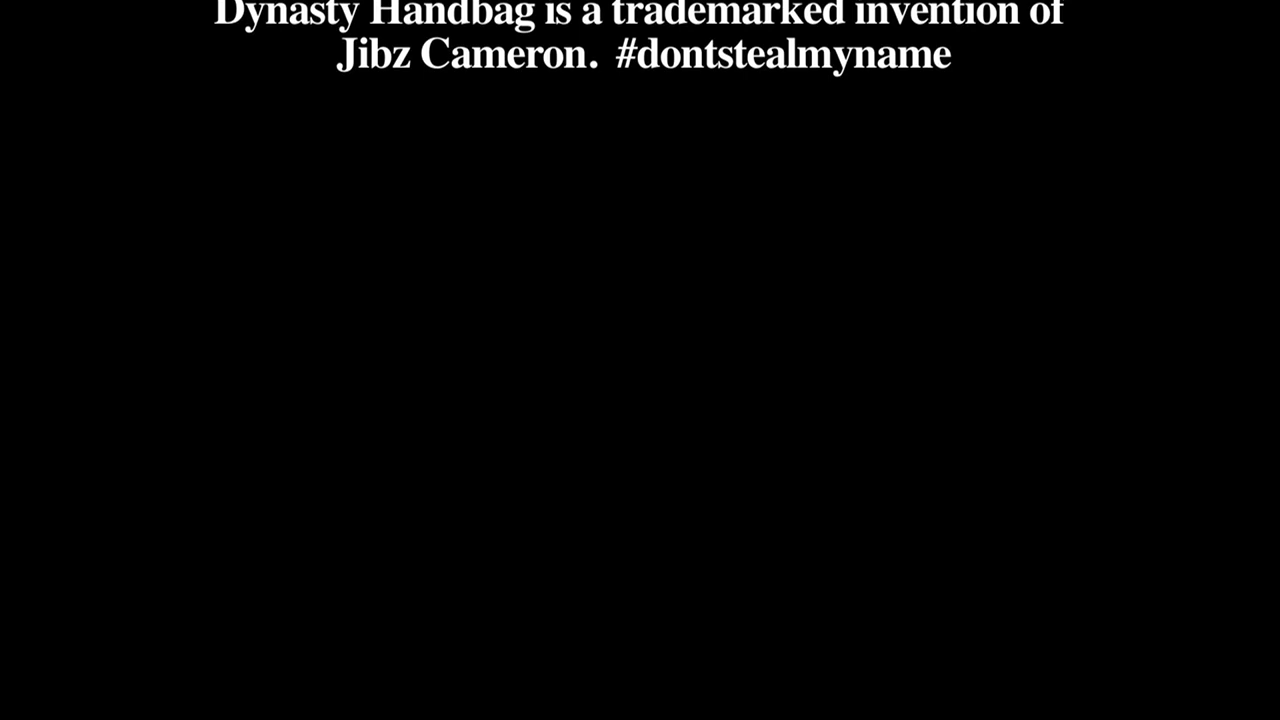 Dynasty Handbag is a trademarked invention of
Jibz Cameron.  #dontstealmyname